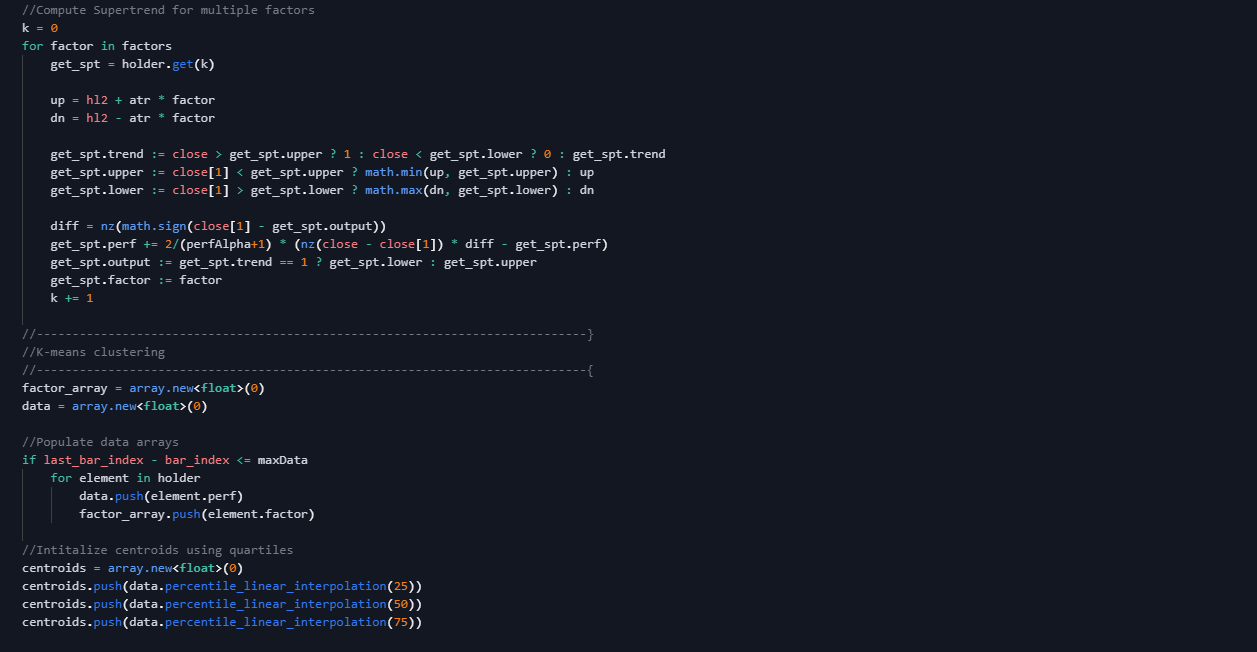 //Compute Supertrend for multiple factors
k = 0
for factor in factors
    get_spt = holder.get(k)

    up = hl2 + atr * factor
    dn = hl2 - atr * factor

    get_spt.trend := close > get_spt.upper ? 1 : close < get_spt.lower ? 0 : get_spt.trend
    get_spt.upper := close[1] < get_spt.upper ? math.min(up, get_spt.upper) : up
    get_spt.lower := close[1] > get_spt.lower ? math.max(dn, get_spt.lower) : dn

    diff = nz(math.sign(close[1] - get_spt.output))
    get_spt.perf += 2/(perfAlpha+1) * (nz(close - close[1]) * diff - get_spt.perf)
    get_spt.output := get_spt.trend == 1 ? get_spt.lower : get_spt.upper
    get_spt.factor := factor
    k += 1

//-----------------------------------------------------------------------------}
//K-means clustering
//-----------------------------------------------------------------------------{
factor_array = array.new<float>(0)
data = array.new<float>(0)

//Populate data arrays
if last_bar_index - bar_index <= maxData
    for element in holder
        data.push(element.perf)
        factor_array.push(element.factor)

//Intitalize centroids using quartiles
centroids = array.new<float>(0)
centroids.push(data.percentile_linear_interpolation(25))
centroids.push(data.percentile_linear_interpolation(50))
centroids.push(data.percentile_linear_interpolation(75))